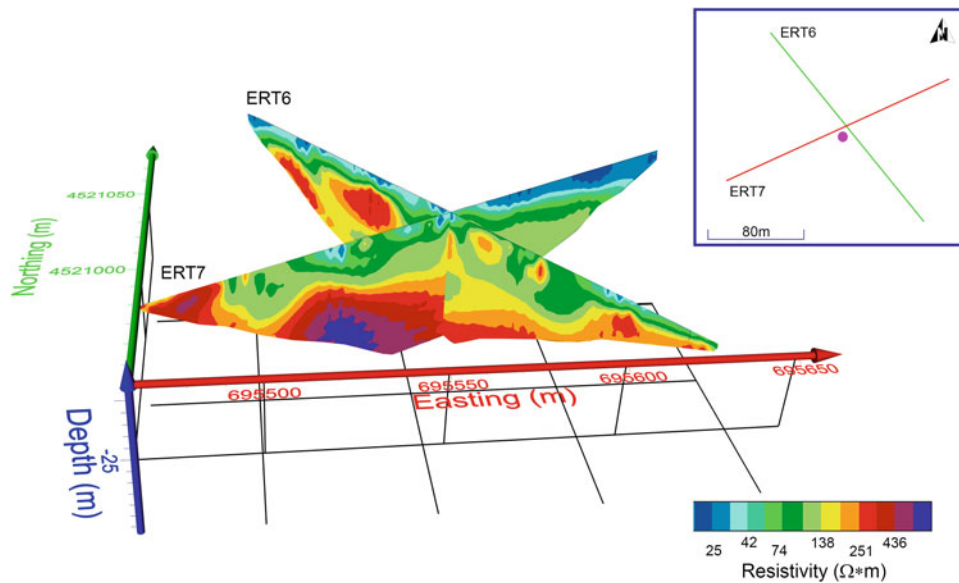 ERT6
ERT7
Northing (m)
4521050
4521000
Depth (m)
-25
695500
695550
695600
695650
Easting (m)
ERT6
ERT7
80m
N
25
42
74
138
251
436
Resistivity (Ω*m)